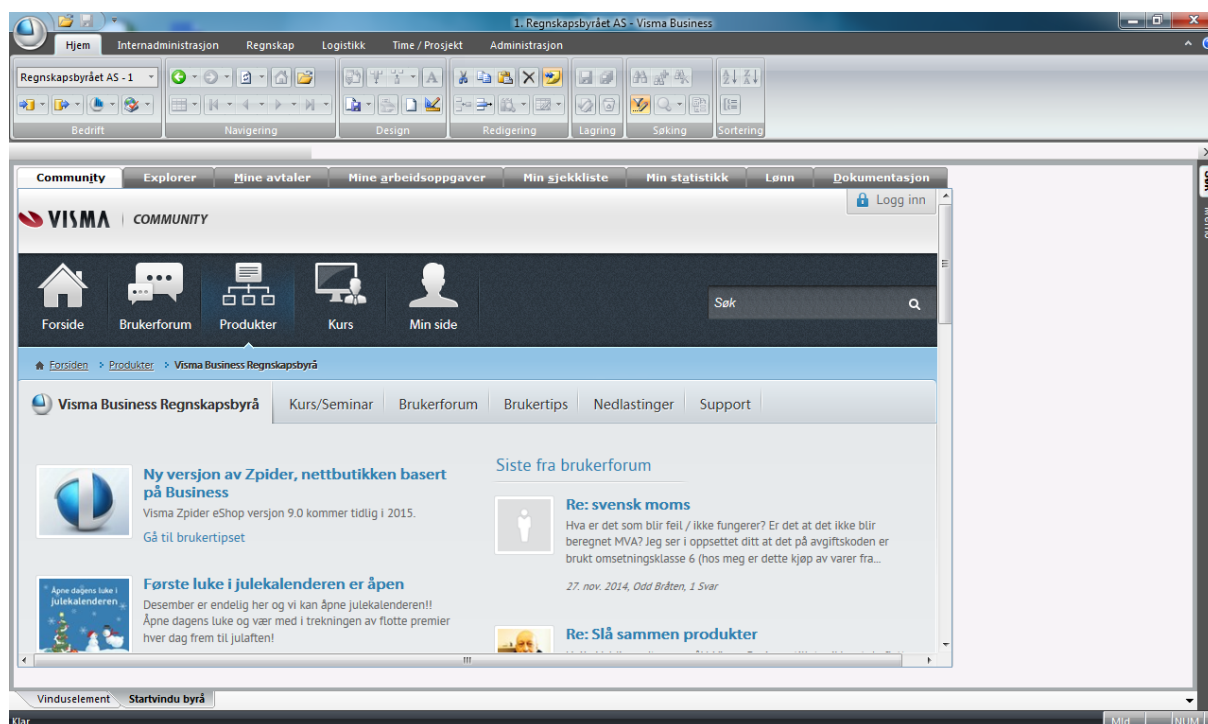 1. Regnskapsbyrået AS - Visma Business
Hjem Internadministrasjon Regnskap Logistikk Time / Prosjekt Administrasjon
Regnskapsbyrået AS - 1
Bedrift Navigering Design Redigering Lagring Søking Sortering
Community Explorer Mine avtaler Mine arbeidsoppgaver Min sjekkliste Min statistikk Lønn Dokumentasjon
Logg inn
VISMA COMMUNITY
Søk
Forside Brukerforum Produkter Kurs Min side
Forsiden > Produkter > Visma Business Regnskapsbyrå
Visma Business Regnskapsbyrå Kurs/Seminar Brukerforum Brukertips Nedlastinger Support
Ny versjon av Zpider, nettbutikken basert
på Business
Visma Zpider eShop versjon 9.0 kommer tidlig i 2015.
Gå til brukertipset
Åpne dagens luke i
julekalenderen
Første luke i julekalenderen er åpen
Desember er endelig her og vi kan åpne julekalenderen!!
Åpne dagens luke og vær med i trekningen av flotte premier
hver dag frem til julaften!
Siste fra brukerforum
Re: svensk moms
Hva er det som blir feil / ikke fungerer? Er det at det ikke blir
beregnet MVA? Jeg ser i oppsettet ditt at det på avgiftskoden er
brukt omsetningsklasse 6 (hos meg er dette kjøp av varer fra...
27. nov. 2014, Odd Bråten, 1 Svar
Re: Slå sammen produkter
Vinduselement Startvindu byrå
Klar
Mld NUM